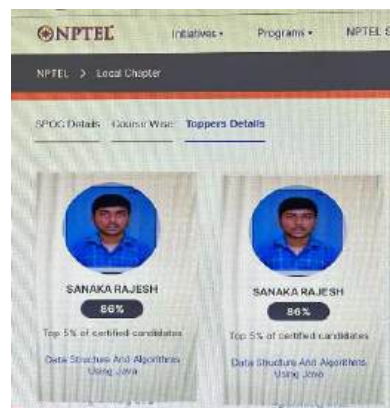 NPTEL Initiatives Programs NPTEL S
NPTEL > Local Chapter
SPOC Details Course Wise Toppers Details
SANAKA RAJESH SANAKA RAJESH
86% 86%
Top 5% of certified candidates Top 5% of certified candidates
Data Structure And Algorithms Data Structure And Algorithms
Using Java Using Java